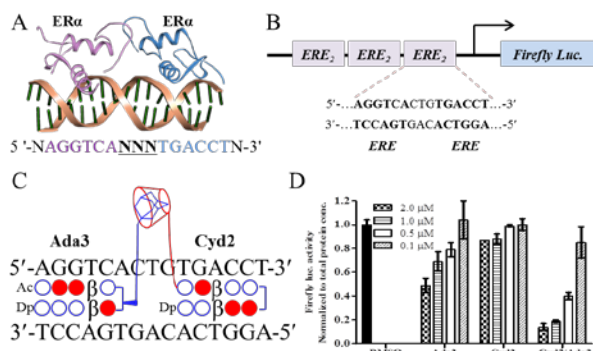 A
ERα
ERα
5 '-NAGGTCANNNTGACCTN-3'
B
ERE2
ERE2
ERE2
Firefly Luc.
5'-...AGGTCACTGTGACCT...-3'
3'-...TCCAGTGACACTGGA...-5'
ERE
ERE
C
Ada3
Cyd2
5'-AGGTCACTGTGACCT-3'
Ac
β
β
Dp
β
Dp
β
3'-TCCAGTGACACTGGA-5'
D
Firefly luc. activity
Normalized to total protein conc.
1.2
1.0
0.8
0.6
0.4
0.2
0.0
2.0 μM
1.0 μM
0.5 μM
0.1 μM